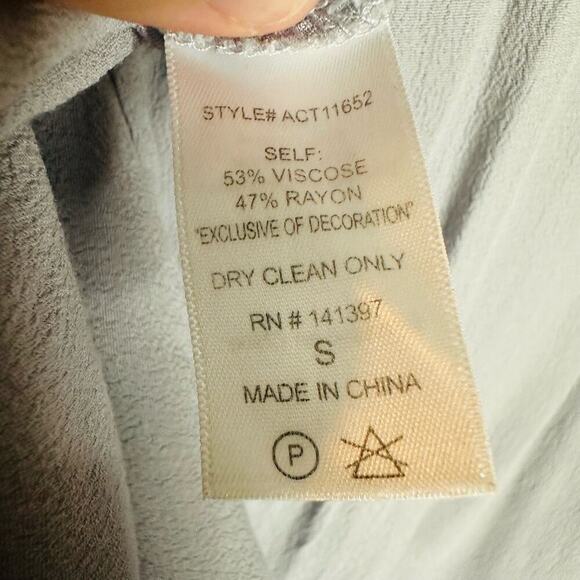 STYLE# ACT11652
SELF:
53% VISCOSE
47% RAYON
"EXCLUSIVE OF DECORATION"
DRY CLEAN ONLY
RN # 141397
S
MADE IN CHINA
P